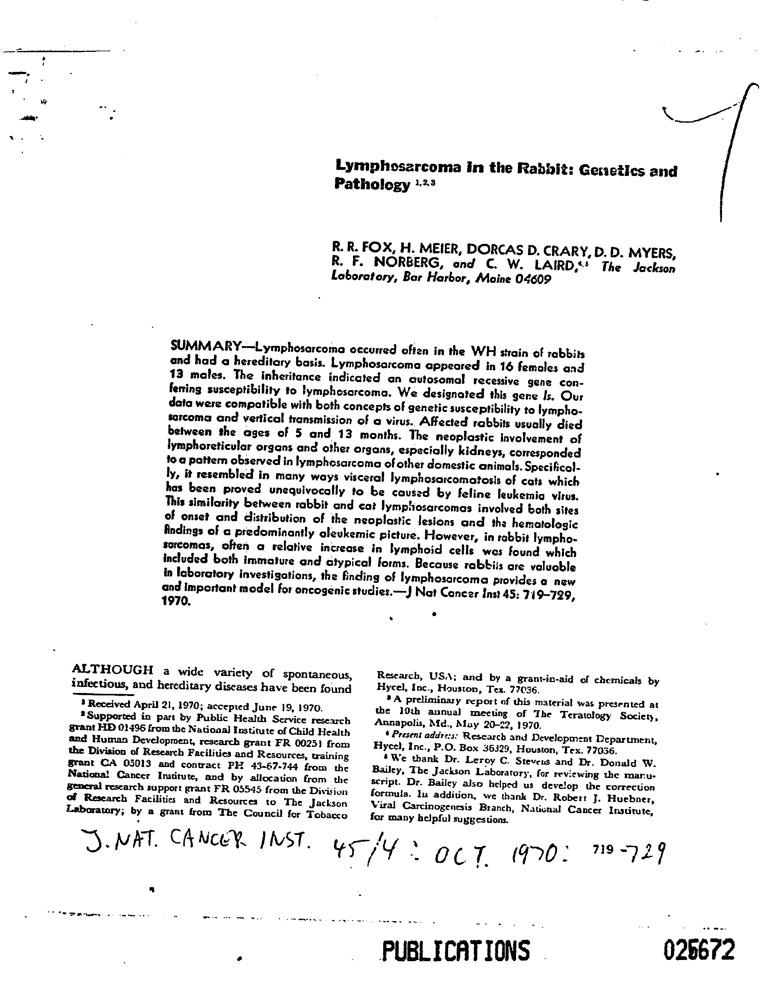 Lymphosarcoma in the Rabbit: Genetics and
Pathology 1,2,3
R. R. FOX, H. MEIER, DORCAS D. CRARY, D. D. MYERS,
R. F. NORBERG, and C. W. LAIRD,4,5 The Jackson
Laboratory, Bar Harbor, Maine 04609
SUMMARY—Lymphosarcoma occurred often in the WH strain of rabbits
and had a hereditary basis. Lymphosarcoma appeared in 16 females and
13 males. The inheritance indicated an autosomal recessive gene con-
ferring susceptibility to lymphosarcoma. We designated this gene ls. Our
data were compatible with both concepts of genetic susceptibility to lympho-
sarcoma and vertical transmission of a virus. Affected rabbits usually died
between the ages of 5 and 13 months. The neoplastic involvement of
lymphoreticular organs and other organs, especially kidneys, corresponded
to a pattern observed in lymphosarcoma of other domestic animals. Specifical-
ly, it resembled in many ways visceral lymphosarcomatosis of cats which
has been proved unequivocally to be caused by feline leukemia virus.
This similarity between rabbit and cat lymphosarcomas involved both sites
of onset and distribution of the neoplastic lesions and the hematologic
findings of a predominantly aleukemic picture. However, in rabbit lympho-
sarcomas, often a relative increase in lymphoid cells was found which
included both immature and atypical forms. Because rabbits are valuable
in laboratory investigations, the finding of lymphosarcoma provides a new
and important model for oncogenic studies.—J Nat Cancer Inst 45: 719–729,
1970.
ALTHOUGH a wide variety of spontaneous,
infectious, and hereditary diseases have been found
1 Received April 21, 1970; accepted June 19, 1970.
2 Supported in part by Public Health Service research
grant HD 01496 from the National Institute of Child Health
and Human Development, research grant FR 00251 from
the Division of Research Facilities and Resources, training
grant CA 05013 and contract PH 43-67-744 from the
National Cancer Institute, and by allocation from the
general research support grant FR 05545 from the Division
of Research Facilities and Resources to The Jackson
Laboratory; by a grant from The Council for Tobacco
Research, USA; and by a grant-in-aid of chemicals by
Hycel, Inc., Houston, Tex. 77036.
3 A preliminary report of this material was presented at
the 10th annual meeting of The Teratology Society,
Annapolis, Md., May 20–22, 1970.
4 Present address: Research and Development Department,
Hycel, Inc., P.O. Box 36329, Houston, Tex. 77036.
5 We thank Dr. Leroy C. Stevens and Dr. Donald W.
Bailey, The Jackson Laboratory, for reviewing the manu-
script. Dr. Bailey also helped us develop the correction
formula. In addition, we thank Dr. Robert J. Huebner,
Viral Carcinogenesis Branch, National Cancer Institute,
for many helpful suggestions.
J. NAT. CANCER INST. 45/4 : OCT. 1970: 719-729
PUBLICATIONS 025672